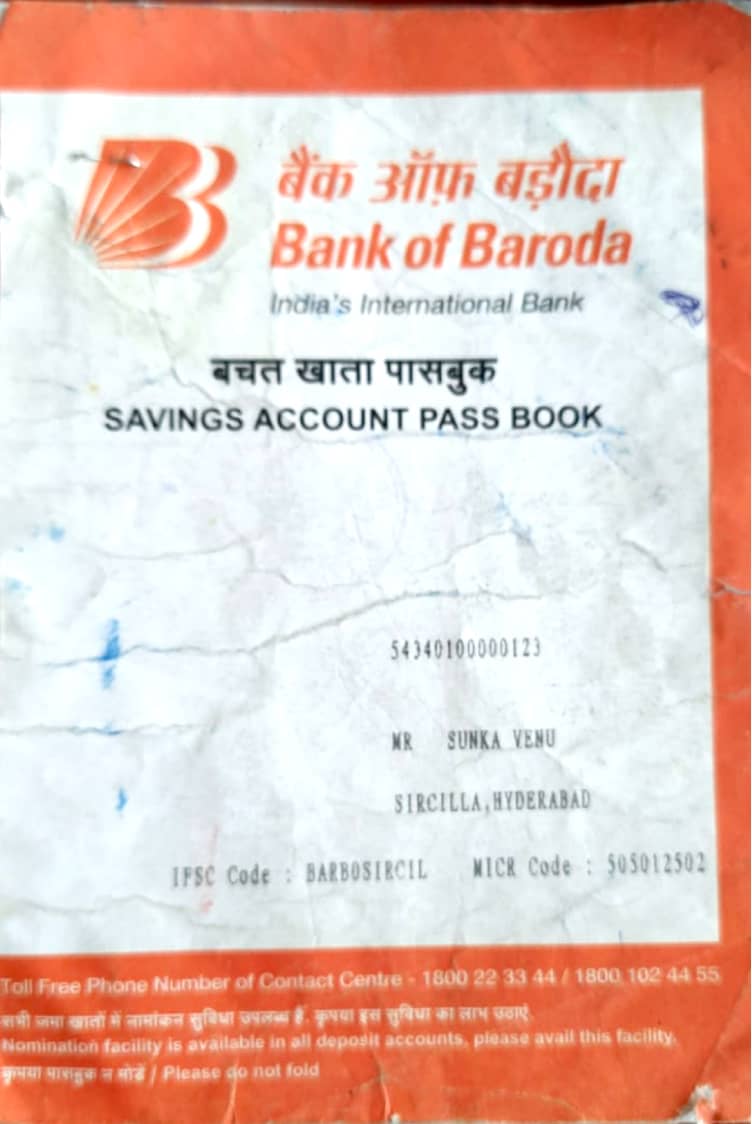 बैंक ऑफ़ बड़ौदा
Bank of Baroda
India's International Bank
बचत खाता पासबुक
SAVINGS ACCOUNT PASS BOOK
54340100000123
MR SUNKA VENU
SIRCILLA,HYDERABAD
IFSC Code : BARB0SIRCIL MICR Code : 505012502
Toll Free Phone Number of Contact Centre - 1800 22 33 44 / 1800 102 44 55
सभी जमा खातों में नामांकन सुविधा उपलब्ध है. कृपया इस सुविधा का लाभ उठाएं.
Nomination facility is available in all deposit accounts, please avail this facility.
कृपया पासबुक न मोडें / Please do not fold